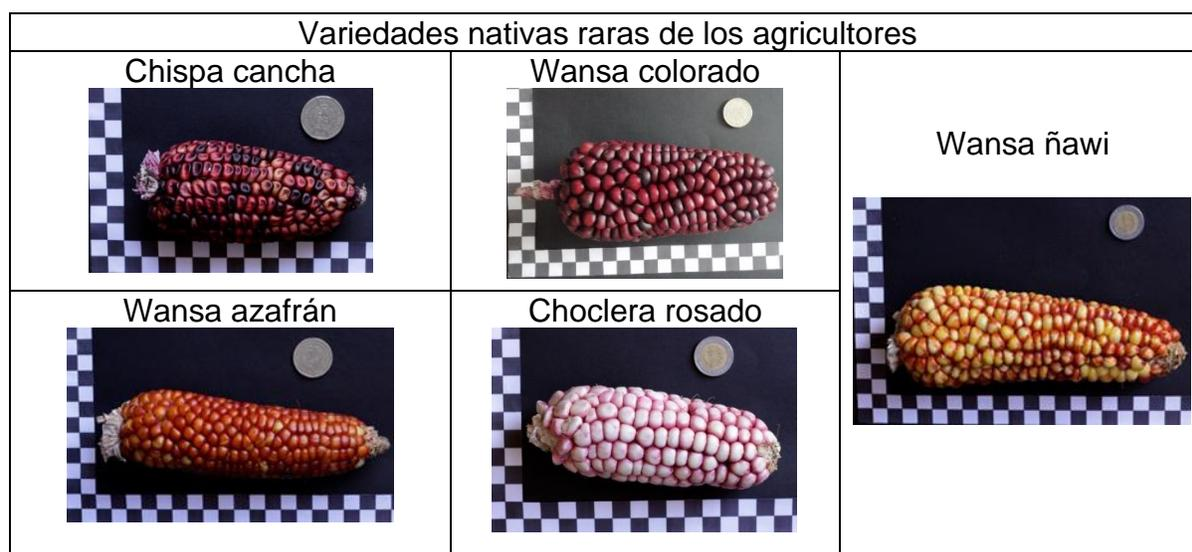 Variedades nativas raras de los agricultores
Chispa cancha
Wansa colorado
Wansa ñawi
Wansa azafrán
Choclera rosado